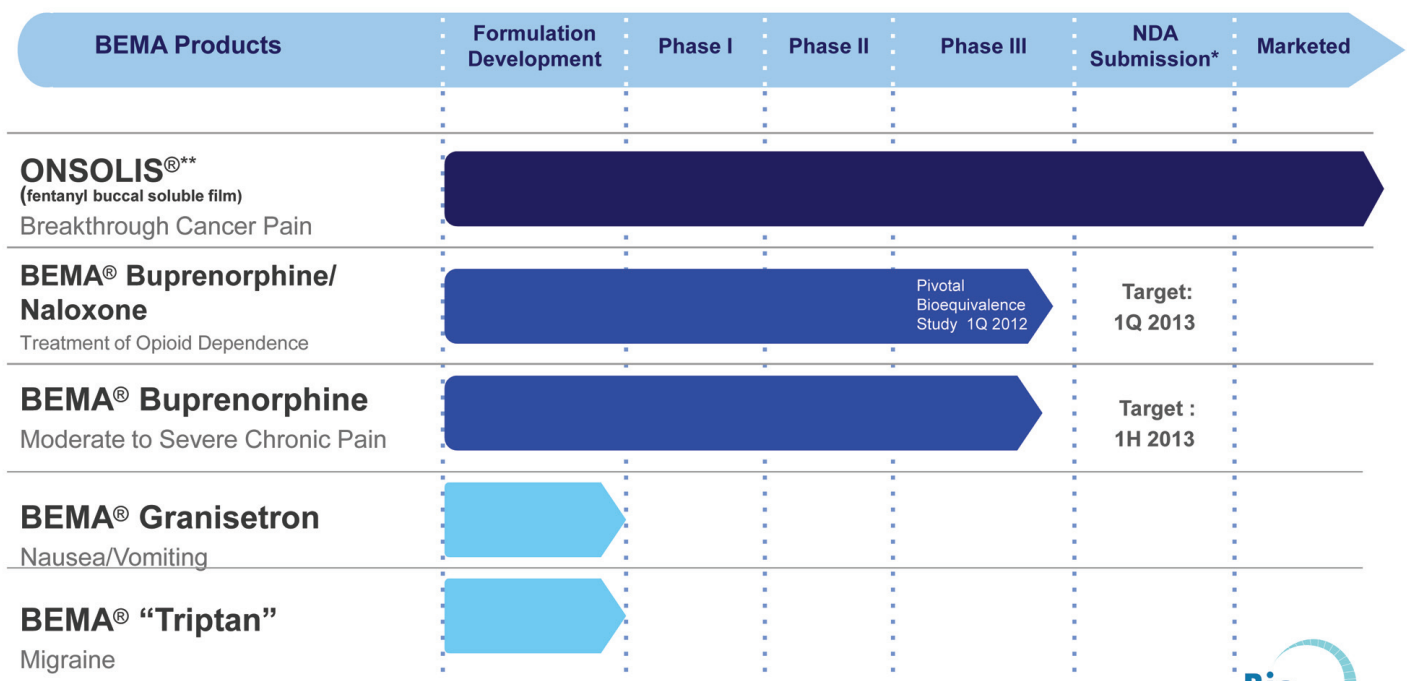 BEMA Products
Formulation
Development
Phase I
Phase II
Phase III
NDA
Submission*
Marketed
ONSOLIS®**
(fentanyl buccal soluble film)
Breakthrough Cancer Pain
BEMA® Buprenorphine/
Naloxone
Treatment of Opioid Dependence
Pivotal
Bioequivalence
Study 1Q 2012
Target:
1Q 2013
BEMA® Buprenorphine
Moderate to Severe Chronic Pain
Target :
1H 2013
BEMA® Granisetron
Nausea/Vomiting
BEMA® “Triptan”
Migraine